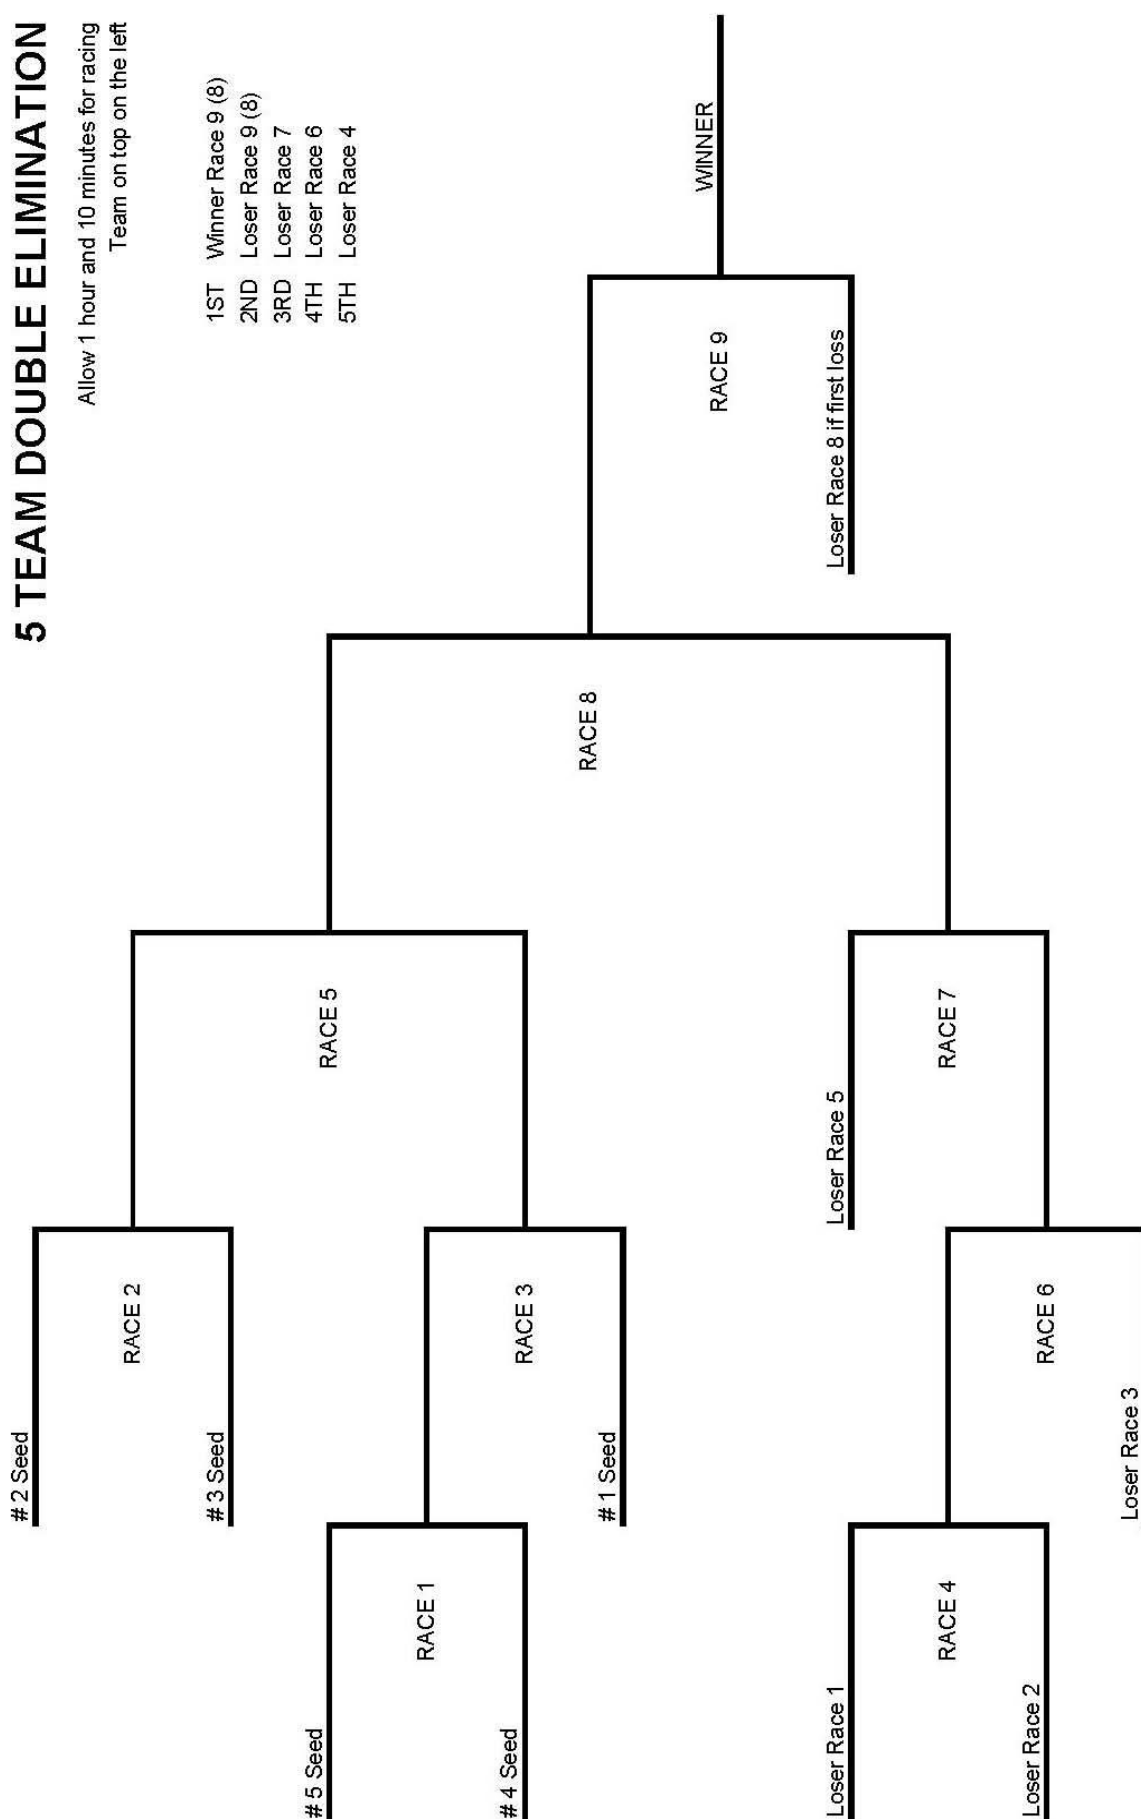 5 TEAM DOUBLE ELIMINATION
Allow 1 hour and 10 minutes for racing
Team on top on the left
1ST Winner Race 9 (8)
2ND Loser Race 9 (8)
3RD Loser Race 7
4TH Loser Race 6
5TH Loser Race 4
# 2 Seed
RACE 2
# 3 Seed
# 5 Seed
RACE 1
# 4 Seed
RACE 3
# 1 Seed
RACE 5
RACE 8
RACE 9
WINNER
Loser Race 8 if first loss
Loser Race 5
RACE 7
Loser Race 1
RACE 4
Loser Race 2
RACE 6
Loser Race 3